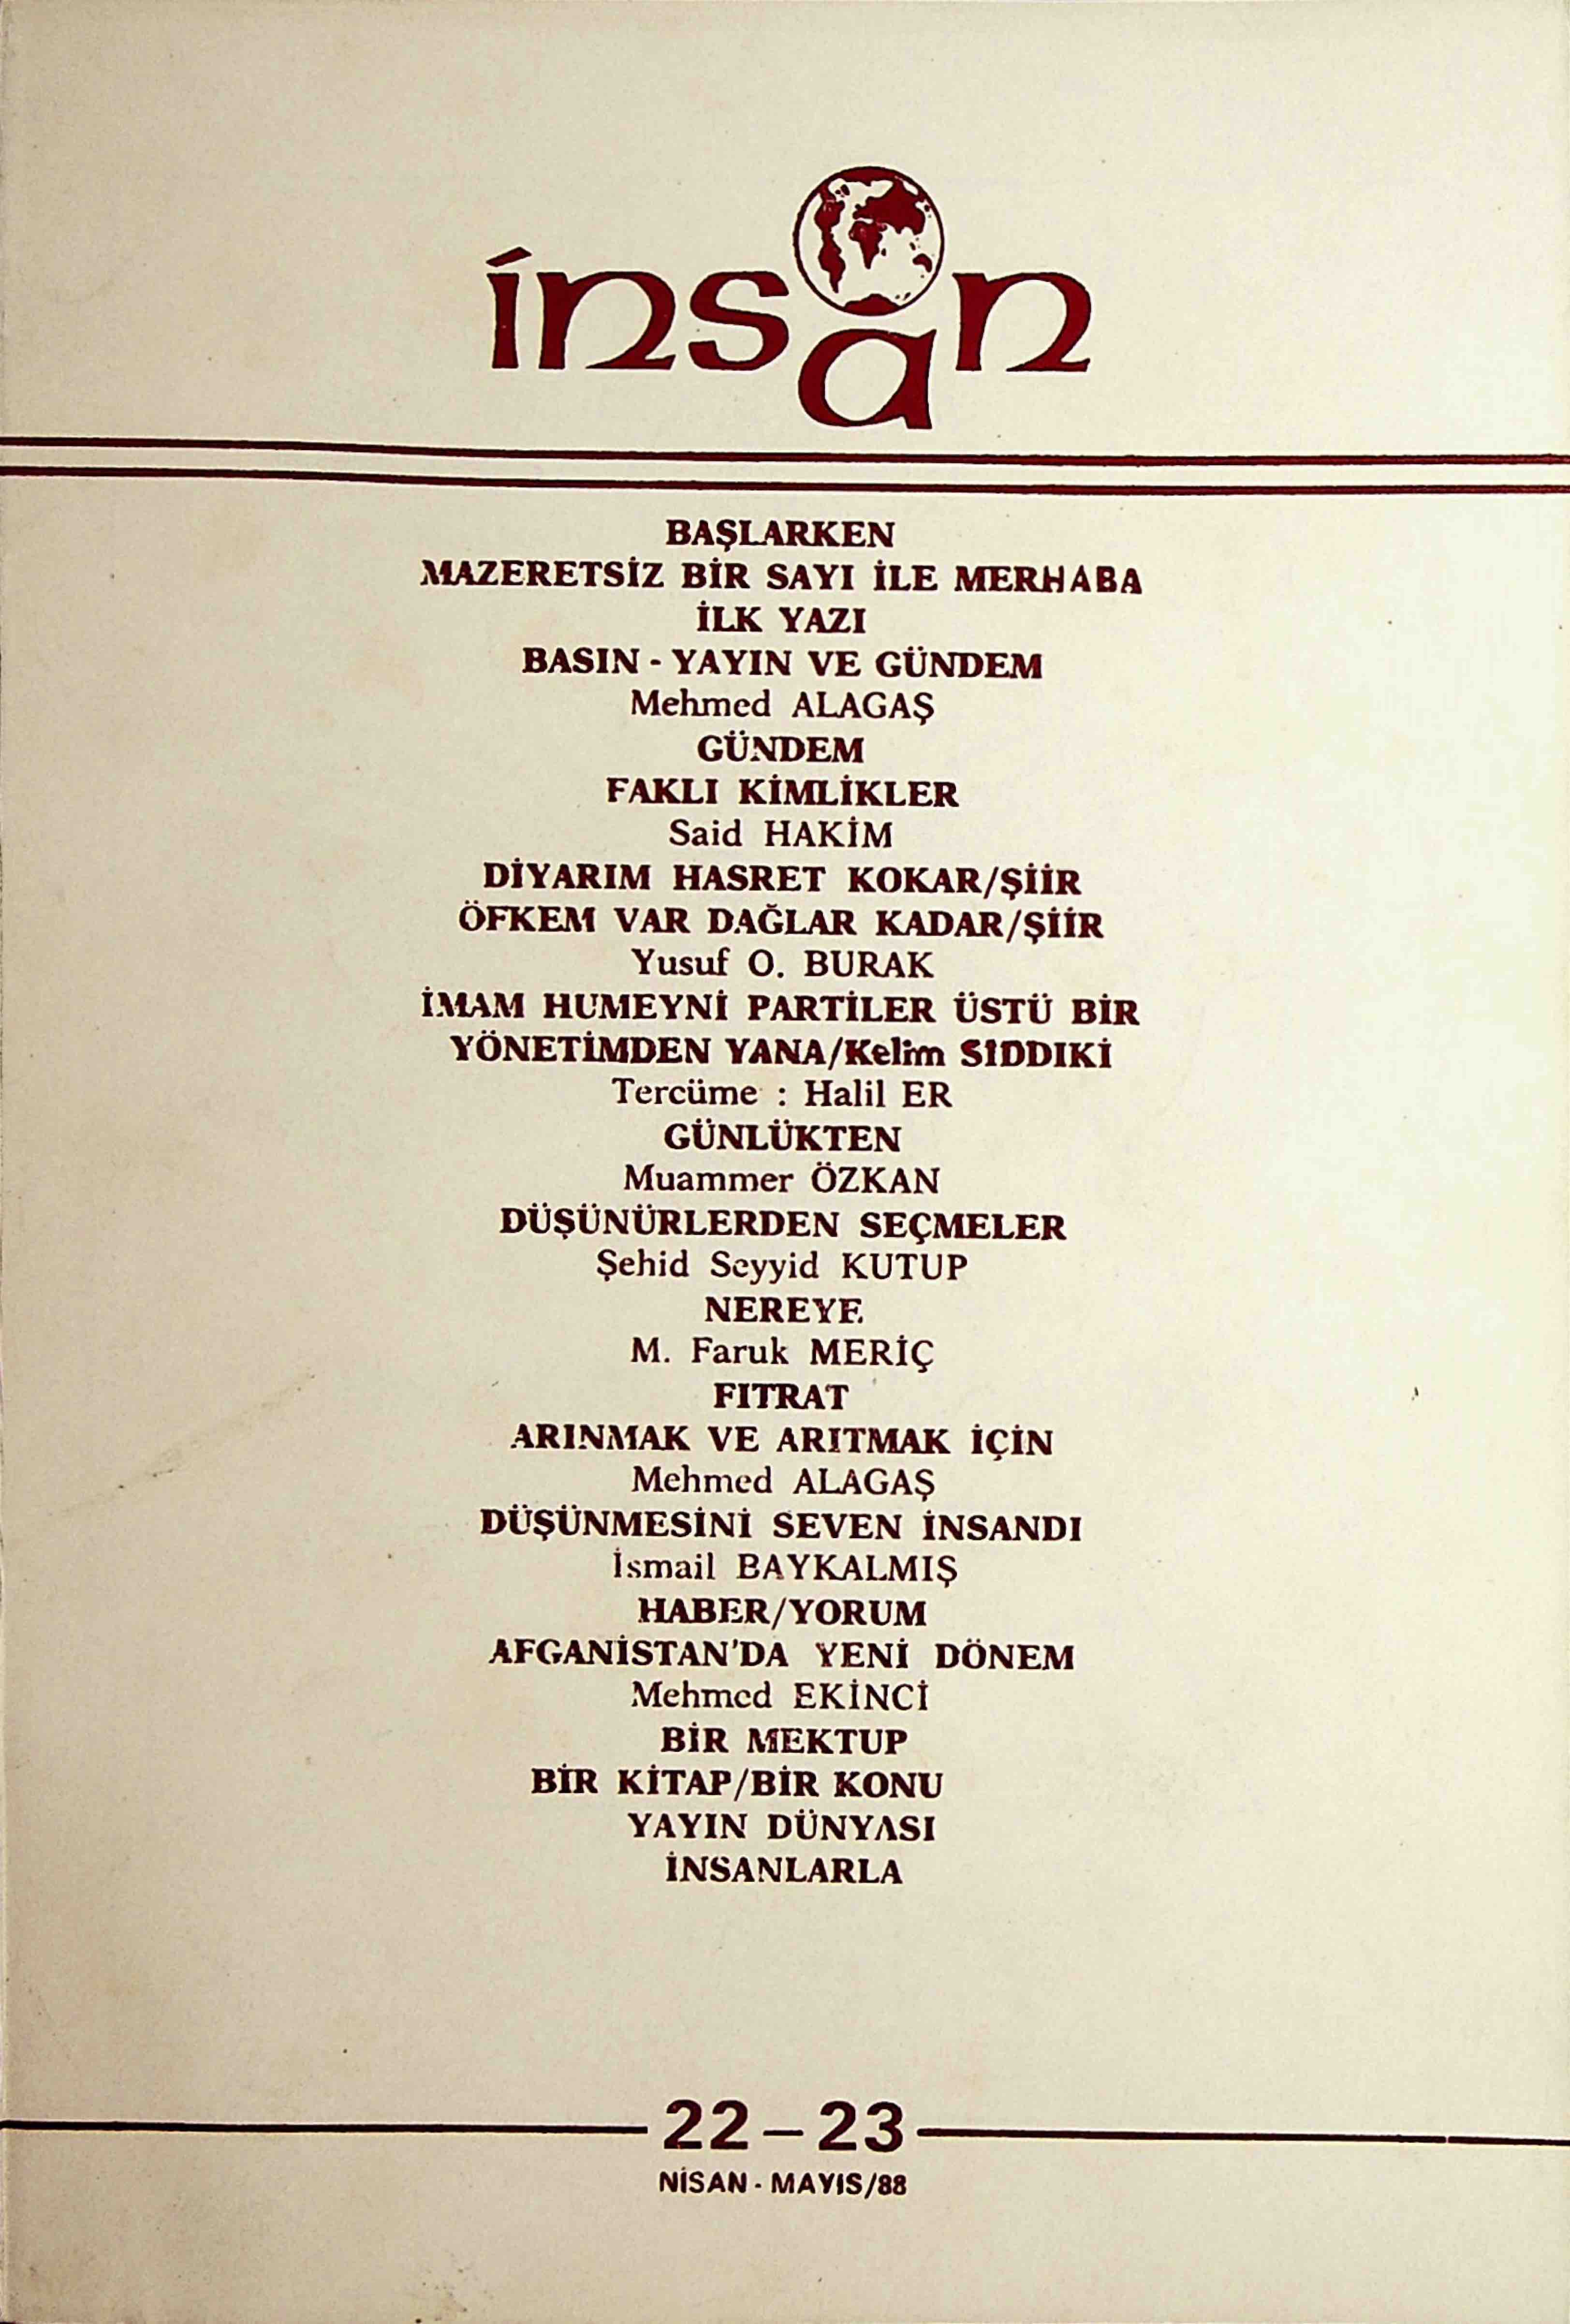 insan
BAŞLARKEN
MAZERETSİZ BİR SAYI İLE MERHABA
İLK YAZI
BASIN - YAYIN VE GÜNDEM
Mehmed ALAGAŞ
GÜNDEM
FAKLI KİMLİKLER
Said HAKİM
DİYARIM HASRET KOKAR/ŞİİR
ÖFKEM VAR DAĞLAR KADAR/ŞİİR
Yusuf O. BURAK
İMAM HUMEYNİ PARTİLER ÜSTÜ BİR
YÖNETİMDEN YANA/Kelim SIDDIKİ
Tercüme : Halil ER
GÜNLÜKTEN
Muammer ÖZKAN
DÜŞÜNÜRLERDEN SEÇMELER
Şehid Seyyid KUTUP
NEREYE
M. Faruk MERİÇ
FITRAT
ARINMAK VE ARITMAK İÇİN
Mehmed ALAGAŞ
DÜŞÜNMESİNİ SEVEN İNSANDI
İsmail BAYKALMIŞ
HABER/YORUM
AFGANİSTAN'DA YENİ DÖNEM
Mehmed EKİNCİ
BİR MEKTUP
BİR KİTAP/BİR KONU
YAYIN DÜNYASI
İNSANLARLA
22-23
NİSAN - MAYIS/88